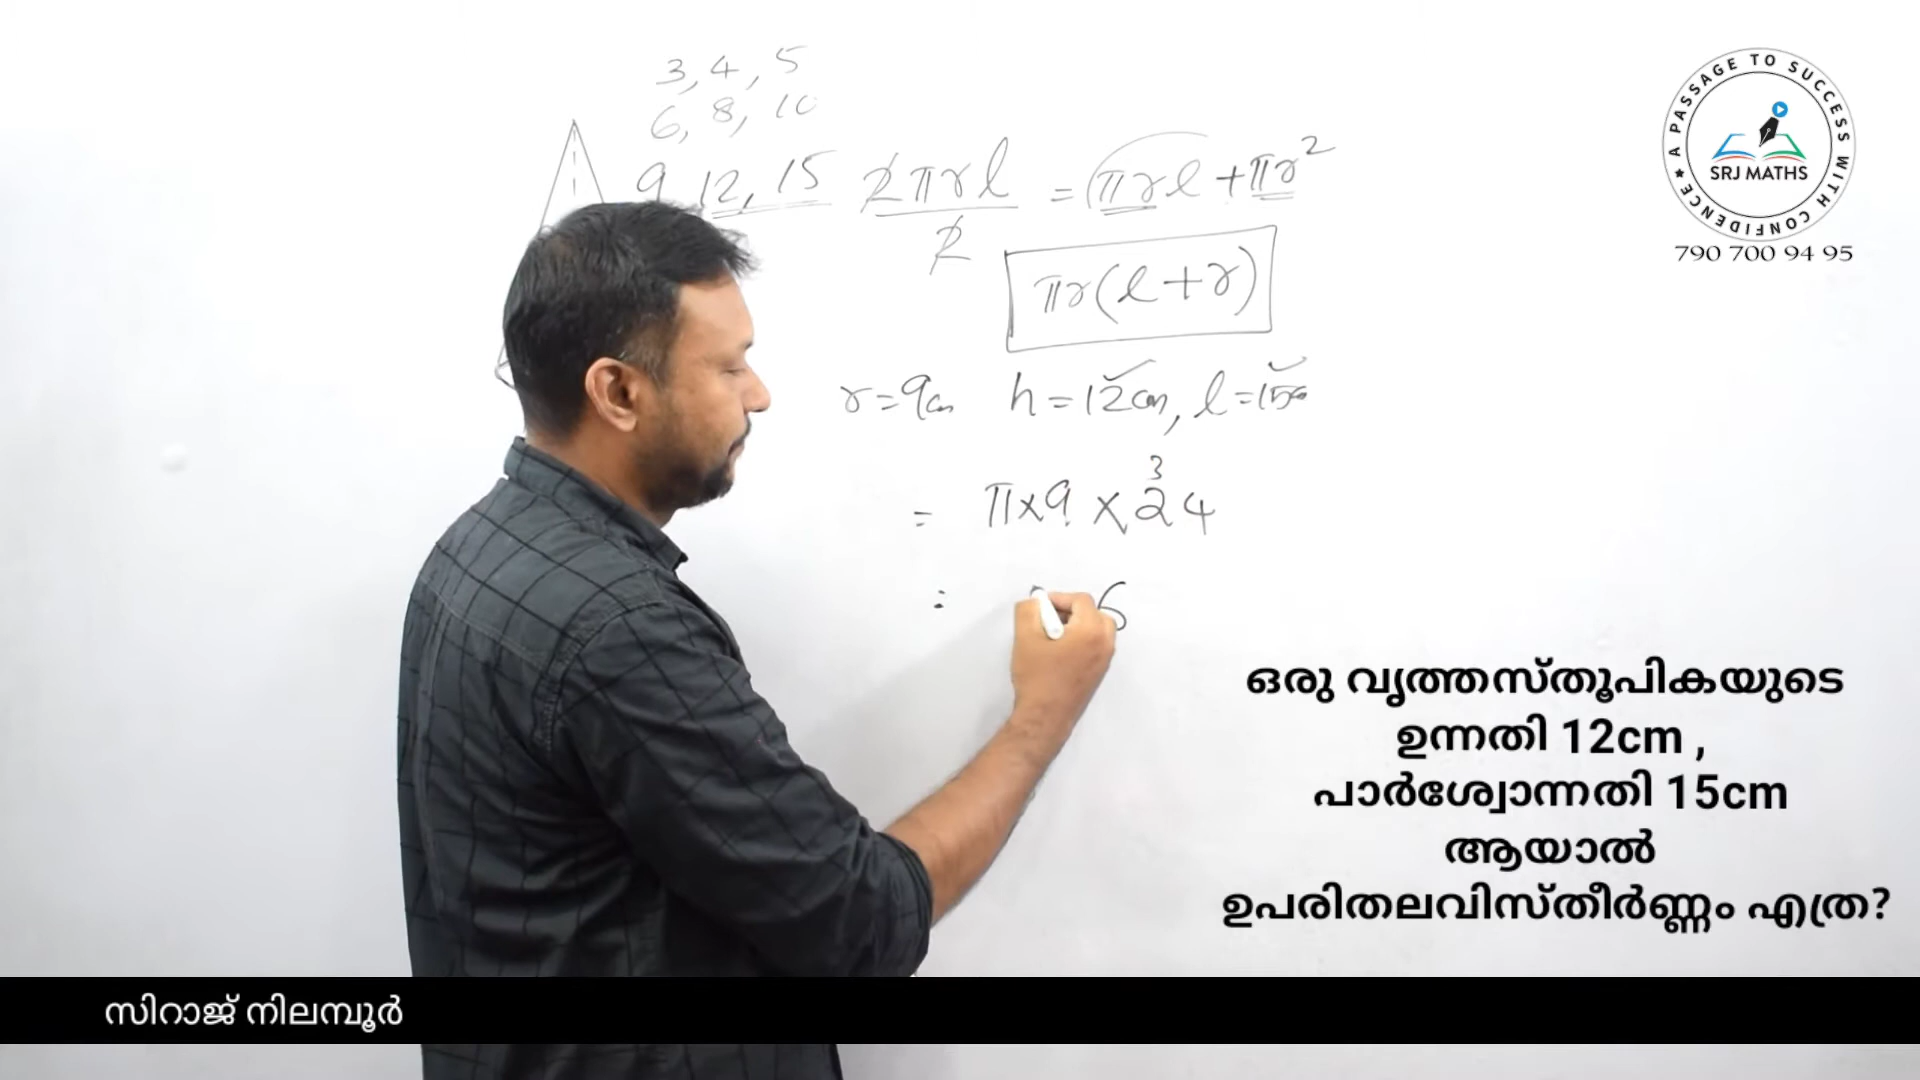 3, 4, 5
6, 8, 10
9, 12, 15
2πrl / 2 = πrl + πr²
πr(l+r)
r=9cm h=12cm, l=15cm
= π×9 × 24
3
= 6
A PASSAGE TO SUCCESS WITH CONFIDENCE
SRJ MATHS
790 700 94 95
ഒരു വൃത്തസ്തൂപികയുടെ
ഉന്നതി 12cm ,
പാർശ്വോന്നതി 15cm
ആയാൽ
ഉപരിതലവിസ്തീർണ്ണം എത്ര?
സിറാജ് നിലമ്പൂർ